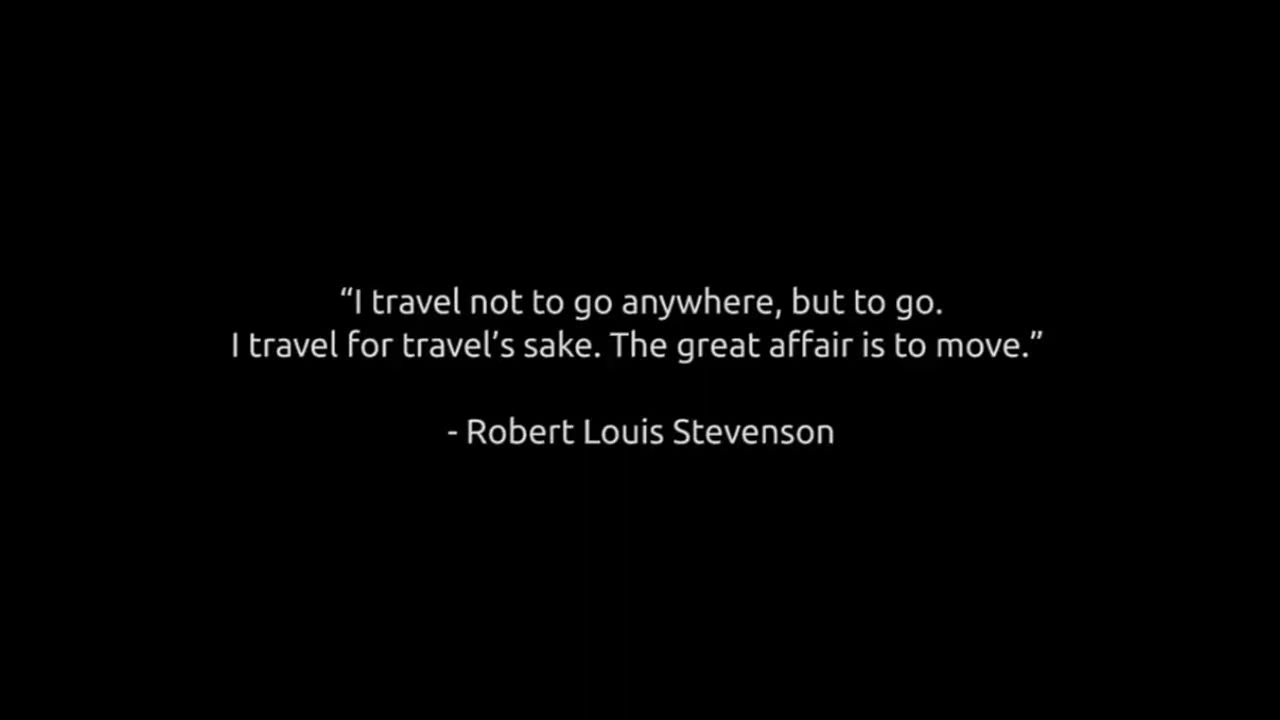 “I travel not to go anywhere, but to go.
I travel for travel’s sake. The great affair is to move.”
- Robert Louis Stevenson